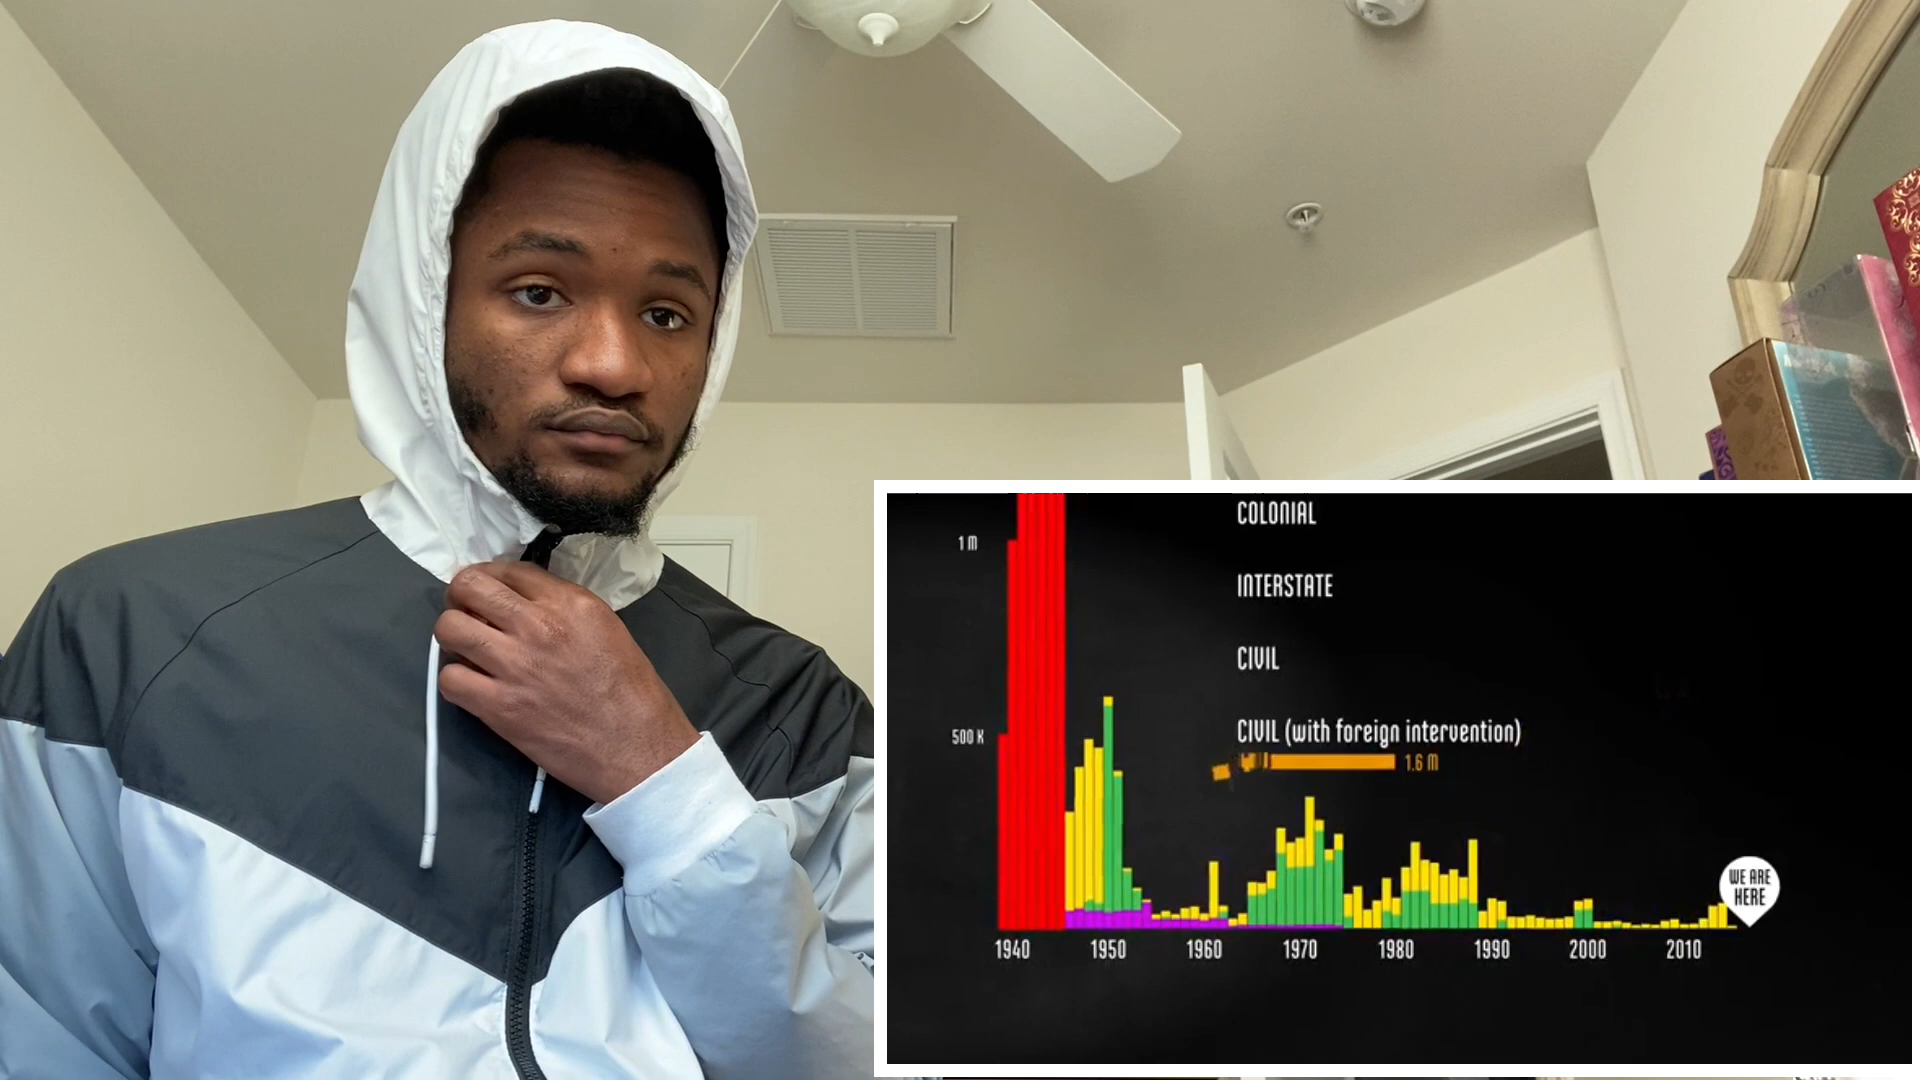 COLONIAL
1 M
INTERSTATE
CIVIL
CIVIL (with foreign intervention)
500 K
1.6 M
WE ARE
HERE
1940 1950 1960 1970 1980 1990 2000 2010